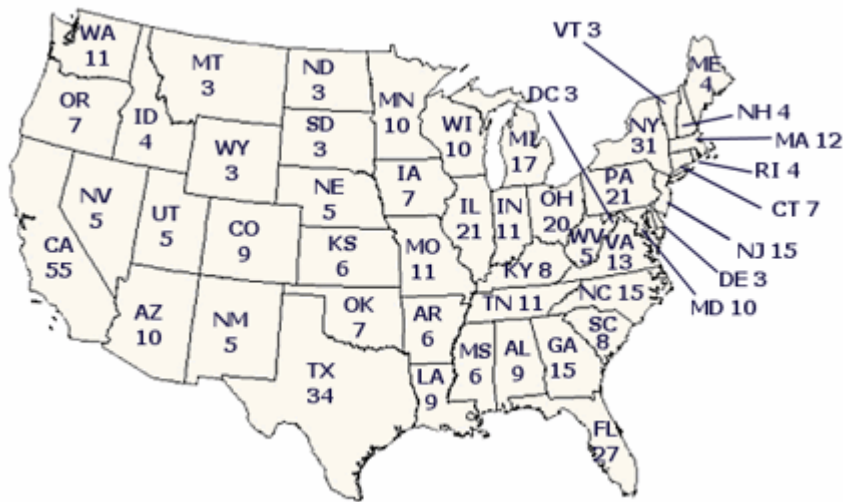 WA
11
OR
7
CA
55
NV
5
ID
4
MT
3
WY
3
UT
5
AZ
10
CO
9
NM
5
ND
3
SD
3
NE
5
KS
6
OK
7
TX
34
MN
10
IA
7
MO
11
AR
6
LA
9
WI
10
IL
21
MI
17
IN
11
OH
20
KY 8
TN 11
MS
6
AL
9
GA
15
FL
27
SC
8
NC 15
VA
13
WV
5
PA
21
NY
31
ME
4
VT 3
DC 3
NH 4
MA 12
RI 4
CT 7
NJ 15
DE 3
MD 10